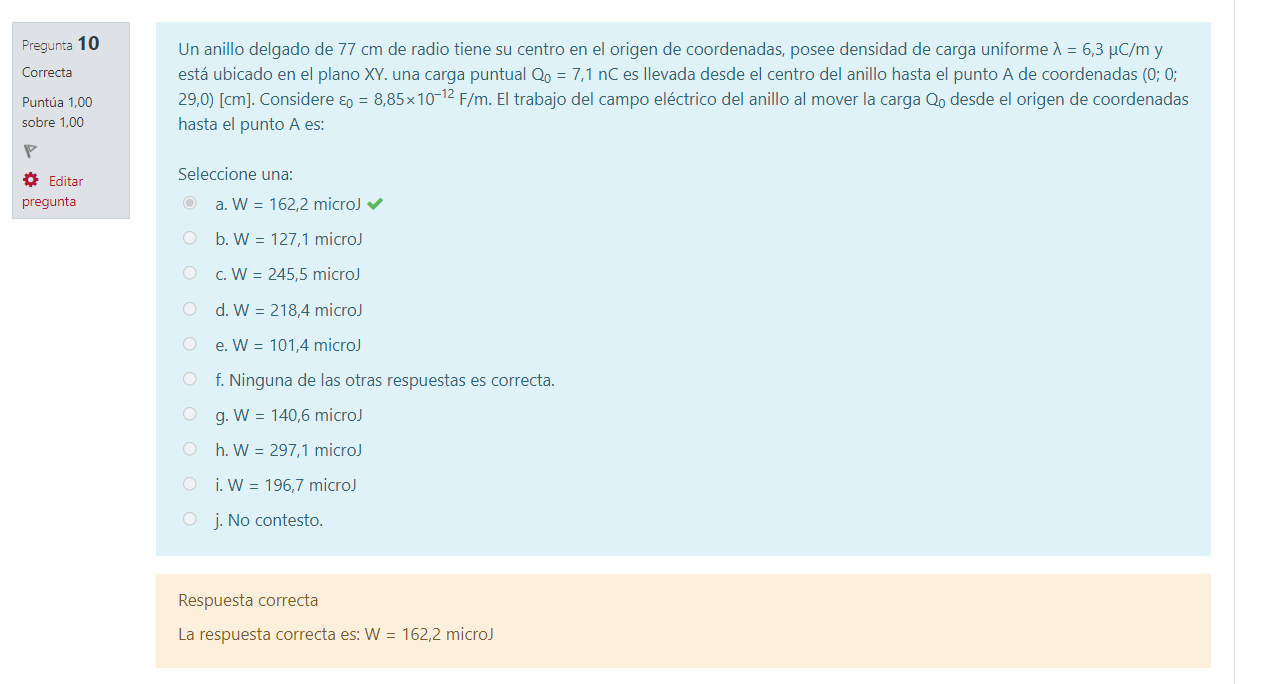 Pregunta 10
Correcta
Puntúa 1,00
sobre 1,00
Editar
pregunta
Un anillo delgado de 77 cm de radio tiene su centro en el origen de coordenadas, posee densidad de carga uniforme λ = 6,3 µC/m y
está ubicado en el plano XY. una carga puntual Q₀ = 7,1 nC es llevada desde el centro del anillo hasta el punto A de coordenadas (0; 0;
29,0) [cm]. Considere ε₀ = 8,85×10⁻¹² F/m. El trabajo del campo eléctrico del anillo al mover la carga Q₀ desde el origen de coordenadas
hasta el punto A es:
Seleccione una:
a. W = 162,2 microJ
b. W = 127,1 microJ
c. W = 245,5 microJ
d. W = 218,4 microJ
e. W = 101,4 microJ
f. Ninguna de las otras respuestas es correcta.
g. W = 140,6 microJ
h. W = 297,1 microJ
i. W = 196,7 microJ
j. No contesto.
Respuesta correcta
La respuesta correcta es: W = 162,2 microJ